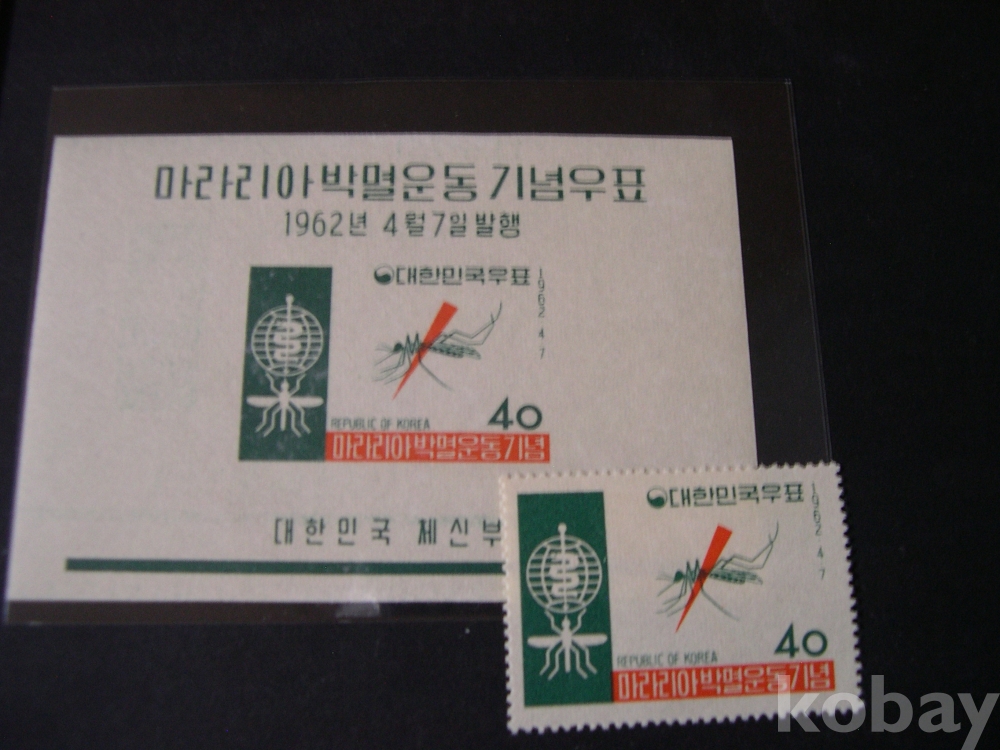 마라리아박멸운동 기념우표
1962년 4월7일 발행
대한민국우표
1962 4 7
40
REPUBLIC OF KOREA
마라리아박멸운동기념
대한민국 체신부
대한민국우표
1962 4 7
40
REPUBLIC OF KOREA
마라리아박멸운동기념
kobay